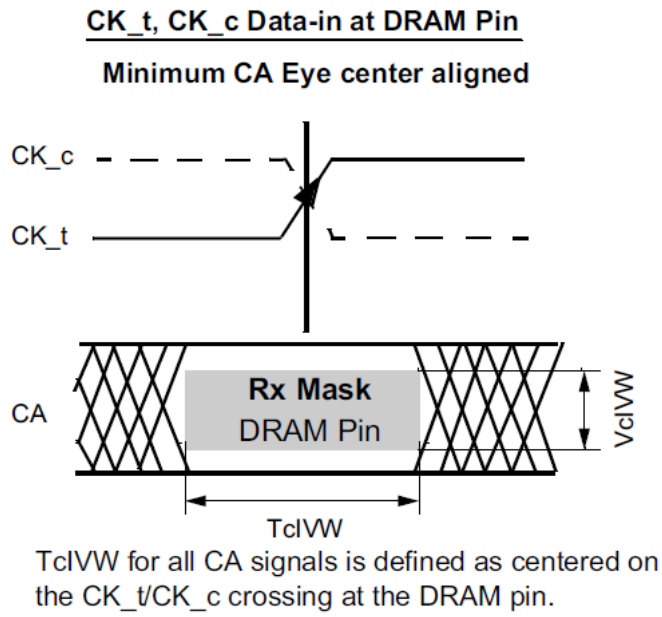 CK_t, CK_c Data-in at DRAM Pin
Minimum CA Eye center aligned
CK_c
CK_t
CA
Rx Mask
DRAM Pin
VcIVW
TcIVW
TcIVW for all CA signals is defined as centered on
the CK_t/CK_c crossing at the DRAM pin.